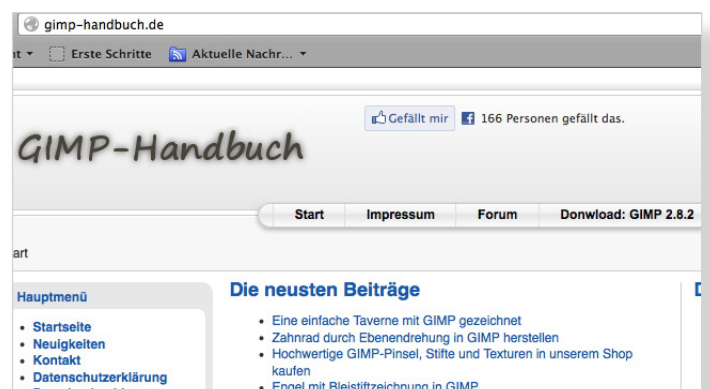 gimp-handbuch.de
Erste Schritte Aktuelle Nachr...
GIMP-Handbuch
Gefällt mir 166 Personen gefällt das.
Start Impressum Forum Donwload: GIMP 2.8.2
art
Hauptmenü
Startseite
Neuigkeiten
Kontakt
Datenschutzerklärung
Die neusten Beiträge
Eine einfache Taverne mit GIMP gezeichnet
Zahnrad durch Ebenendrehung in GIMP herstellen
Hochwertige GIMP-Pinsel, Stifte und Texturen in unserem Shop
kaufen
Engel mit Bleistiftzeichnung in GIMP